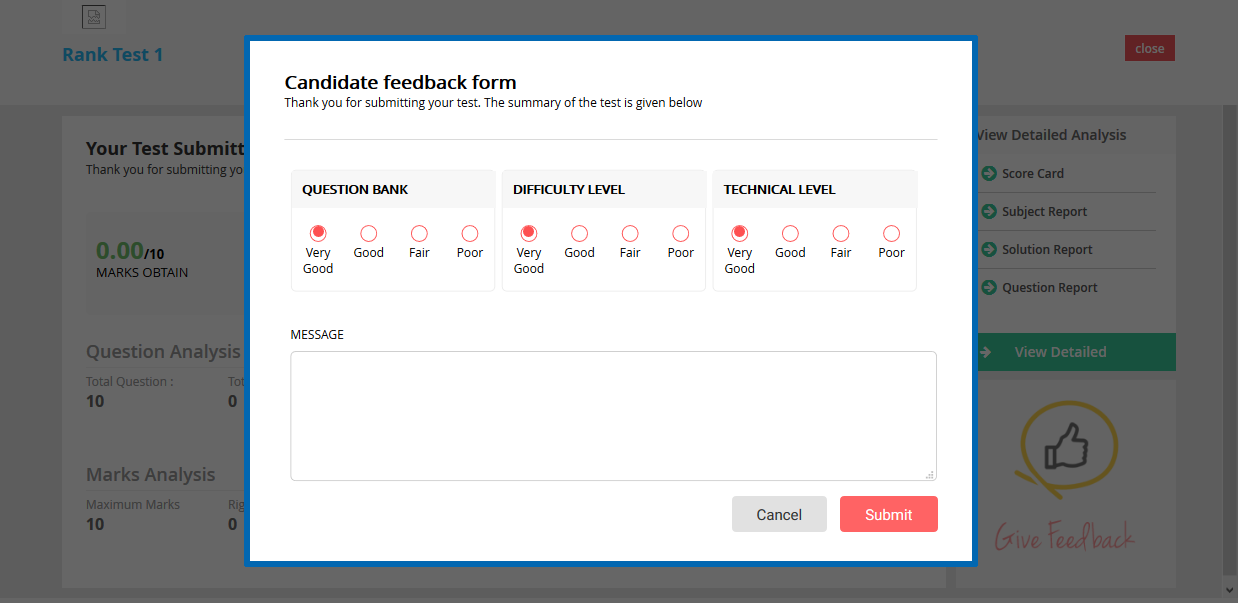 Rank Test 1
close
Candidate feedback form
Thank you for submitting your test. The summary of the test is given below
QUESTION BANK
Very Good
Good
Fair
Poor
DIFFICULTY LEVEL
Very Good
Good
Fair
Poor
TECHNICAL LEVEL
Very Good
Good
Fair
Poor
MESSAGE
Cancel
Submit
Your Test Submitt
Thank you for submitting yo
0.00/10
MARKS OBTAIN
Question Analysis
Total Question :
10
Tot
0
Marks Analysis
Maximum Marks
10
Rig
0
View Detailed Analysis
Score Card
Subject Report
Solution Report
Question Report
View Detailed
Give Feedback